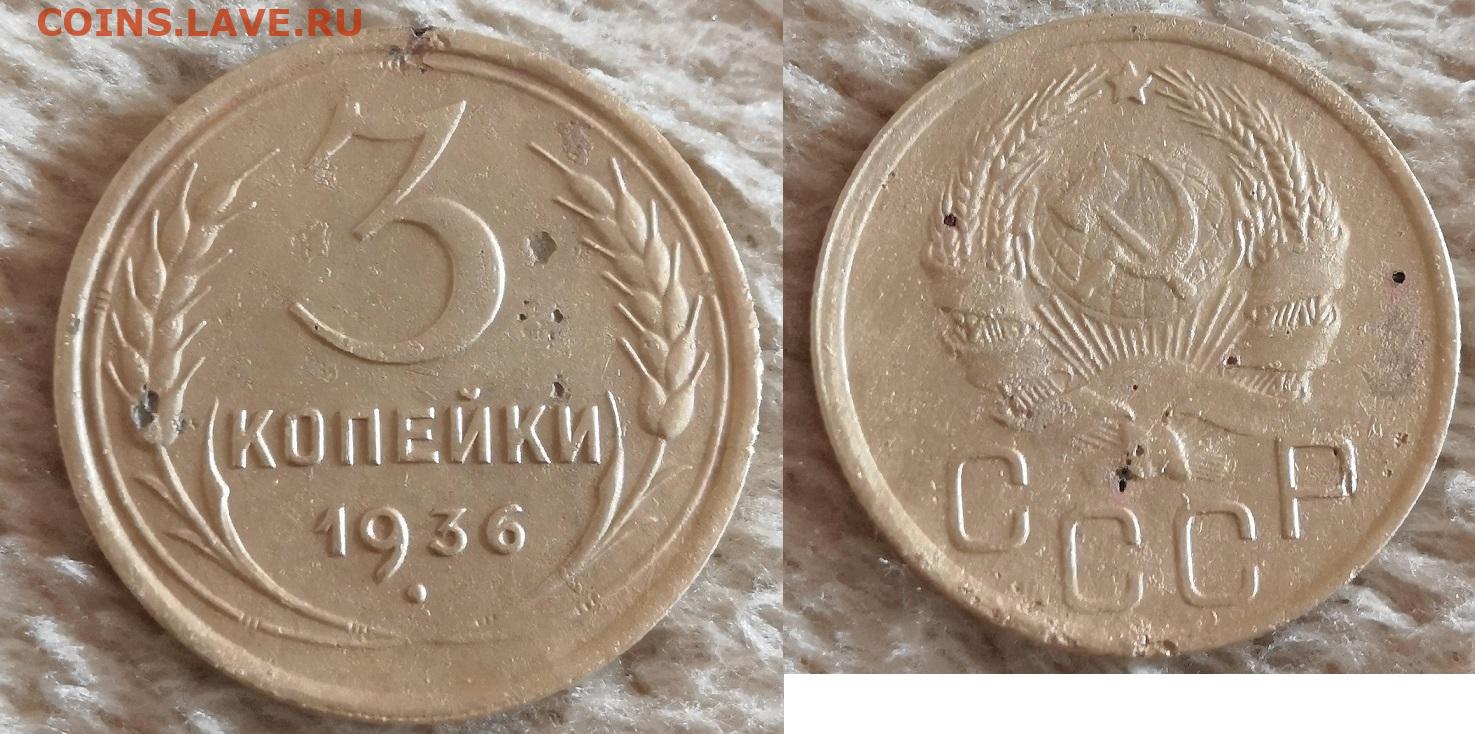 COINS.LAVE.RU
3
КОПЕЙКИ
1936
СССР